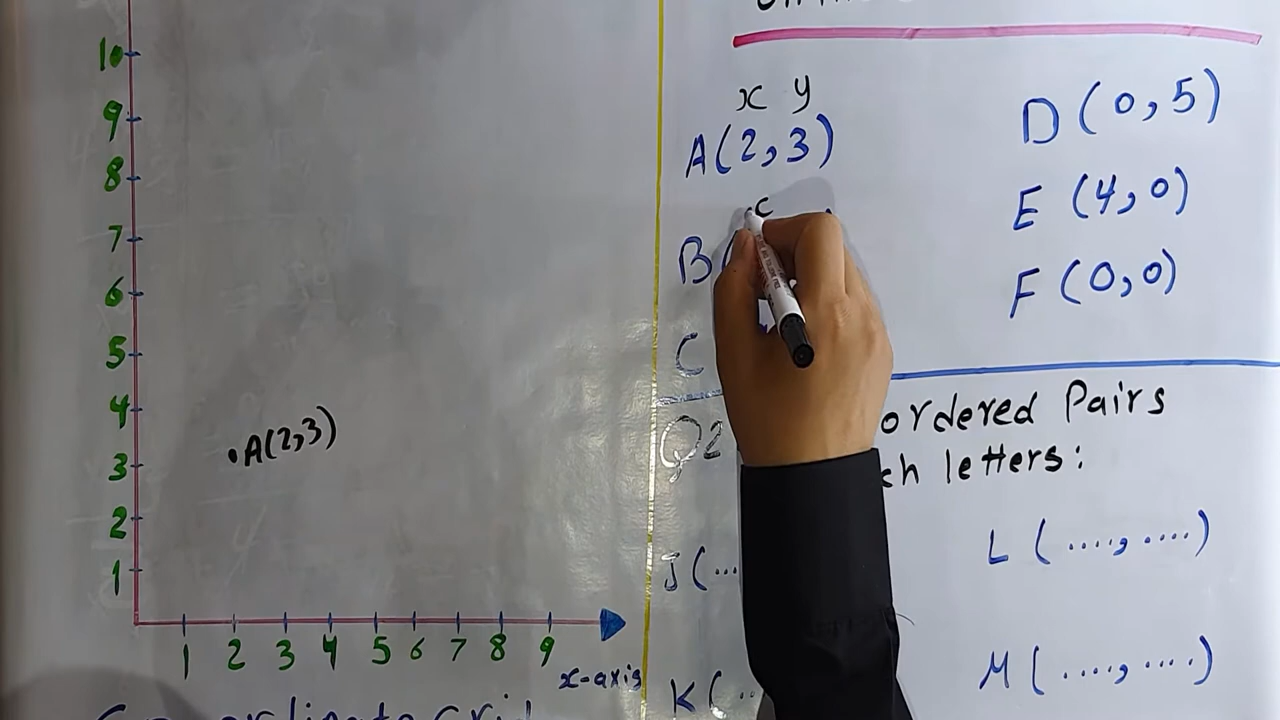 10
9
8
7
6
5
4
3
2
1
A(2,3)
1 2 3 4 5 6 7 8 9
x-axis
x y
A(2,3)
B(
C
D(0,5)
E (4,0)
F (0,0)
Q2
ordered Pairs
letters:
J(...
K(..
L (....,....)
M (....,....)